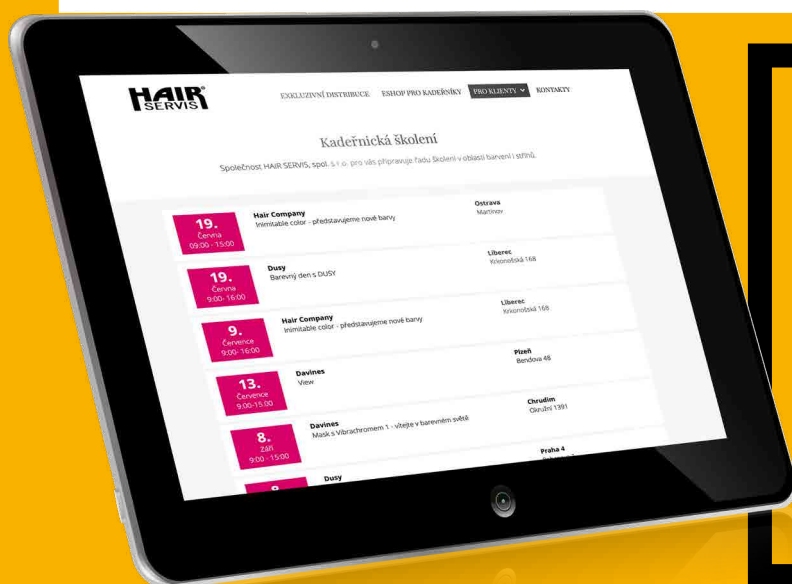 HAIR®
SERVIS
EXKLUZIVNÍ DISTRIBUCE ESHOP PRO KADEŘNÍKY PRO KLIENTY KONTAKTY
Kadeřnická školení
Společnost HAIR SERVIS, spol. s r.o. pro vás připravuje řadu školení v oblasti barvení i střihů.
19.
Června
09:00 - 15:00
Hair Company
Inimitable color - představujeme nové barvy
Ostrava
Martinov
19.
Června
9:00- 16:00
Dusy
Barevný den s DUSY
Liberec
Krkonošská 168
9.
Července
9:00- 16:00
Hair Company
Inimitable color - představujeme nové barvy
Liberec
Krkonošská 168
13.
Července
9.00-15.00
Davines
View
Plzeň
Bendova 48
8.
Září
9:00 - 15:00
Davines
Mask s Vibrachromem 1 - vítejte v barevném světě
Chrudim
Okružní 1391
Dusy
Praha 4